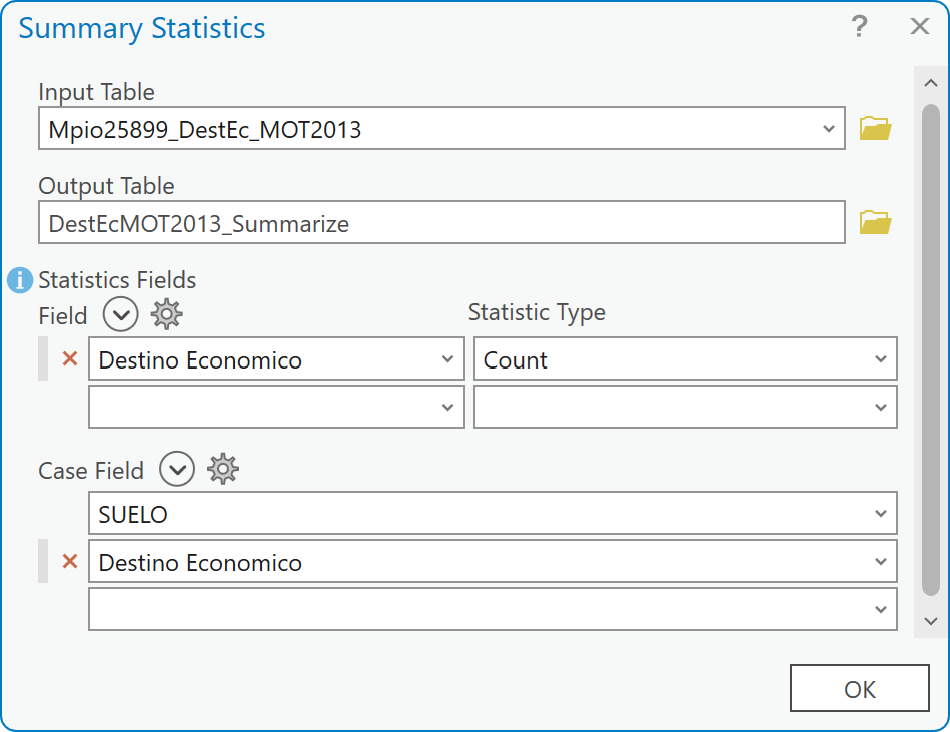 Summary Statistics
?
Input Table
Mpio25899_DestEc_MOT2013
Output Table
DestEcMOT2013_Summarize
Statistics Fields
Field
Statistic Type
Destino Economico
Count
Case Field
SUELO
Destino Economico
OK